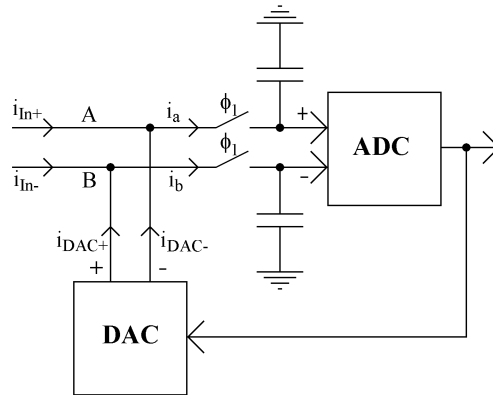 i_In+
A
i_a
ϕ_1
+
ADC
i_In-
B
i_b
ϕ_1
-
i_DAC+
i_DAC-
+
-
DAC